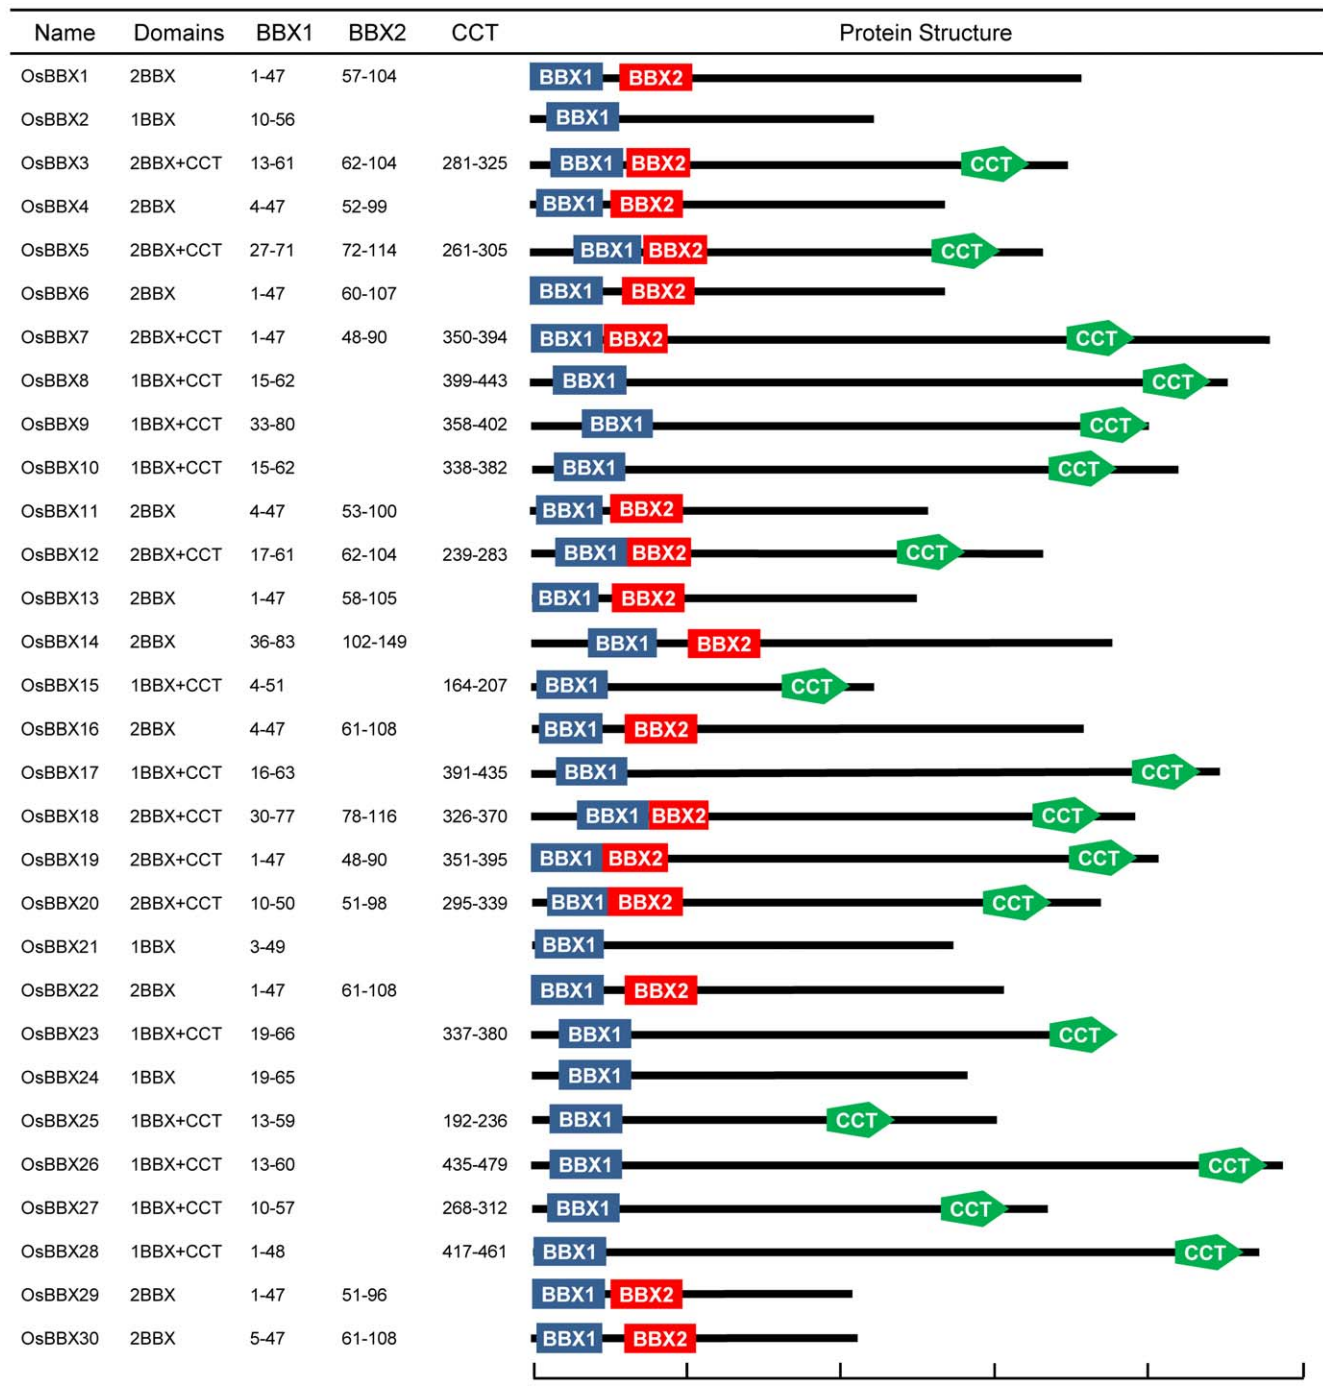 Name Domains BBX1 BBX2 CCT Protein Structure
OsBBX1 2BBX 1-47 57-104 BBX1 BBX2
OsBBX2 1BBX 10-56 BBX1
OsBBX3 2BBX+CCT 13-61 62-104 281-325 BBX1 BBX2 CCT
OsBBX4 2BBX 4-47 52-99 BBX1 BBX2
OsBBX5 2BBX+CCT 27-71 72-114 261-305 BBX1 BBX2 CCT
OsBBX6 2BBX 1-47 60-107 BBX1 BBX2
OsBBX7 2BBX+CCT 1-47 48-90 350-394 BBX1 BBX2 CCT
OsBBX8 1BBX+CCT 15-62 399-443 BBX1 CCT
OsBBX9 1BBX+CCT 33-80 358-402 BBX1 CCT
OsBBX10 1BBX+CCT 15-62 338-382 BBX1 CCT
OsBBX11 2BBX 4-47 53-100 BBX1 BBX2
OsBBX12 2BBX+CCT 17-61 62-104 239-283 BBX1 BBX2 CCT
OsBBX13 2BBX 1-47 58-105 BBX1 BBX2
OsBBX14 2BBX 36-83 102-149 BBX1 BBX2
OsBBX15 1BBX+CCT 4-51 164-207 BBX1 CCT
OsBBX16 2BBX 4-47 61-108 BBX1 BBX2
OsBBX17 1BBX+CCT 16-63 391-435 BBX1 CCT
OsBBX18 2BBX+CCT 30-77 78-116 326-370 BBX1 BBX2 CCT
OsBBX19 2BBX+CCT 1-47 48-90 351-395 BBX1 BBX2 CCT
OsBBX20 2BBX+CCT 10-50 51-98 295-339 BBX1 BBX2 CCT
OsBBX21 1BBX 3-49 BBX1
OsBBX22 2BBX 1-47 61-108 BBX1 BBX2
OsBBX23 1BBX+CCT 19-66 337-380 BBX1 CCT
OsBBX24 1BBX 19-65 BBX1
OsBBX25 1BBX+CCT 13-59 192-236 BBX1 CCT
OsBBX26 1BBX+CCT 13-60 435-479 BBX1 CCT
OsBBX27 1BBX+CCT 10-57 268-312 BBX1 CCT
OsBBX28 1BBX+CCT 1-48 417-461 BBX1 CCT
OsBBX29 2BBX 1-47 51-96 BBX1 BBX2
OsBBX30 2BBX 5-47 61-108 BBX1 BBX2